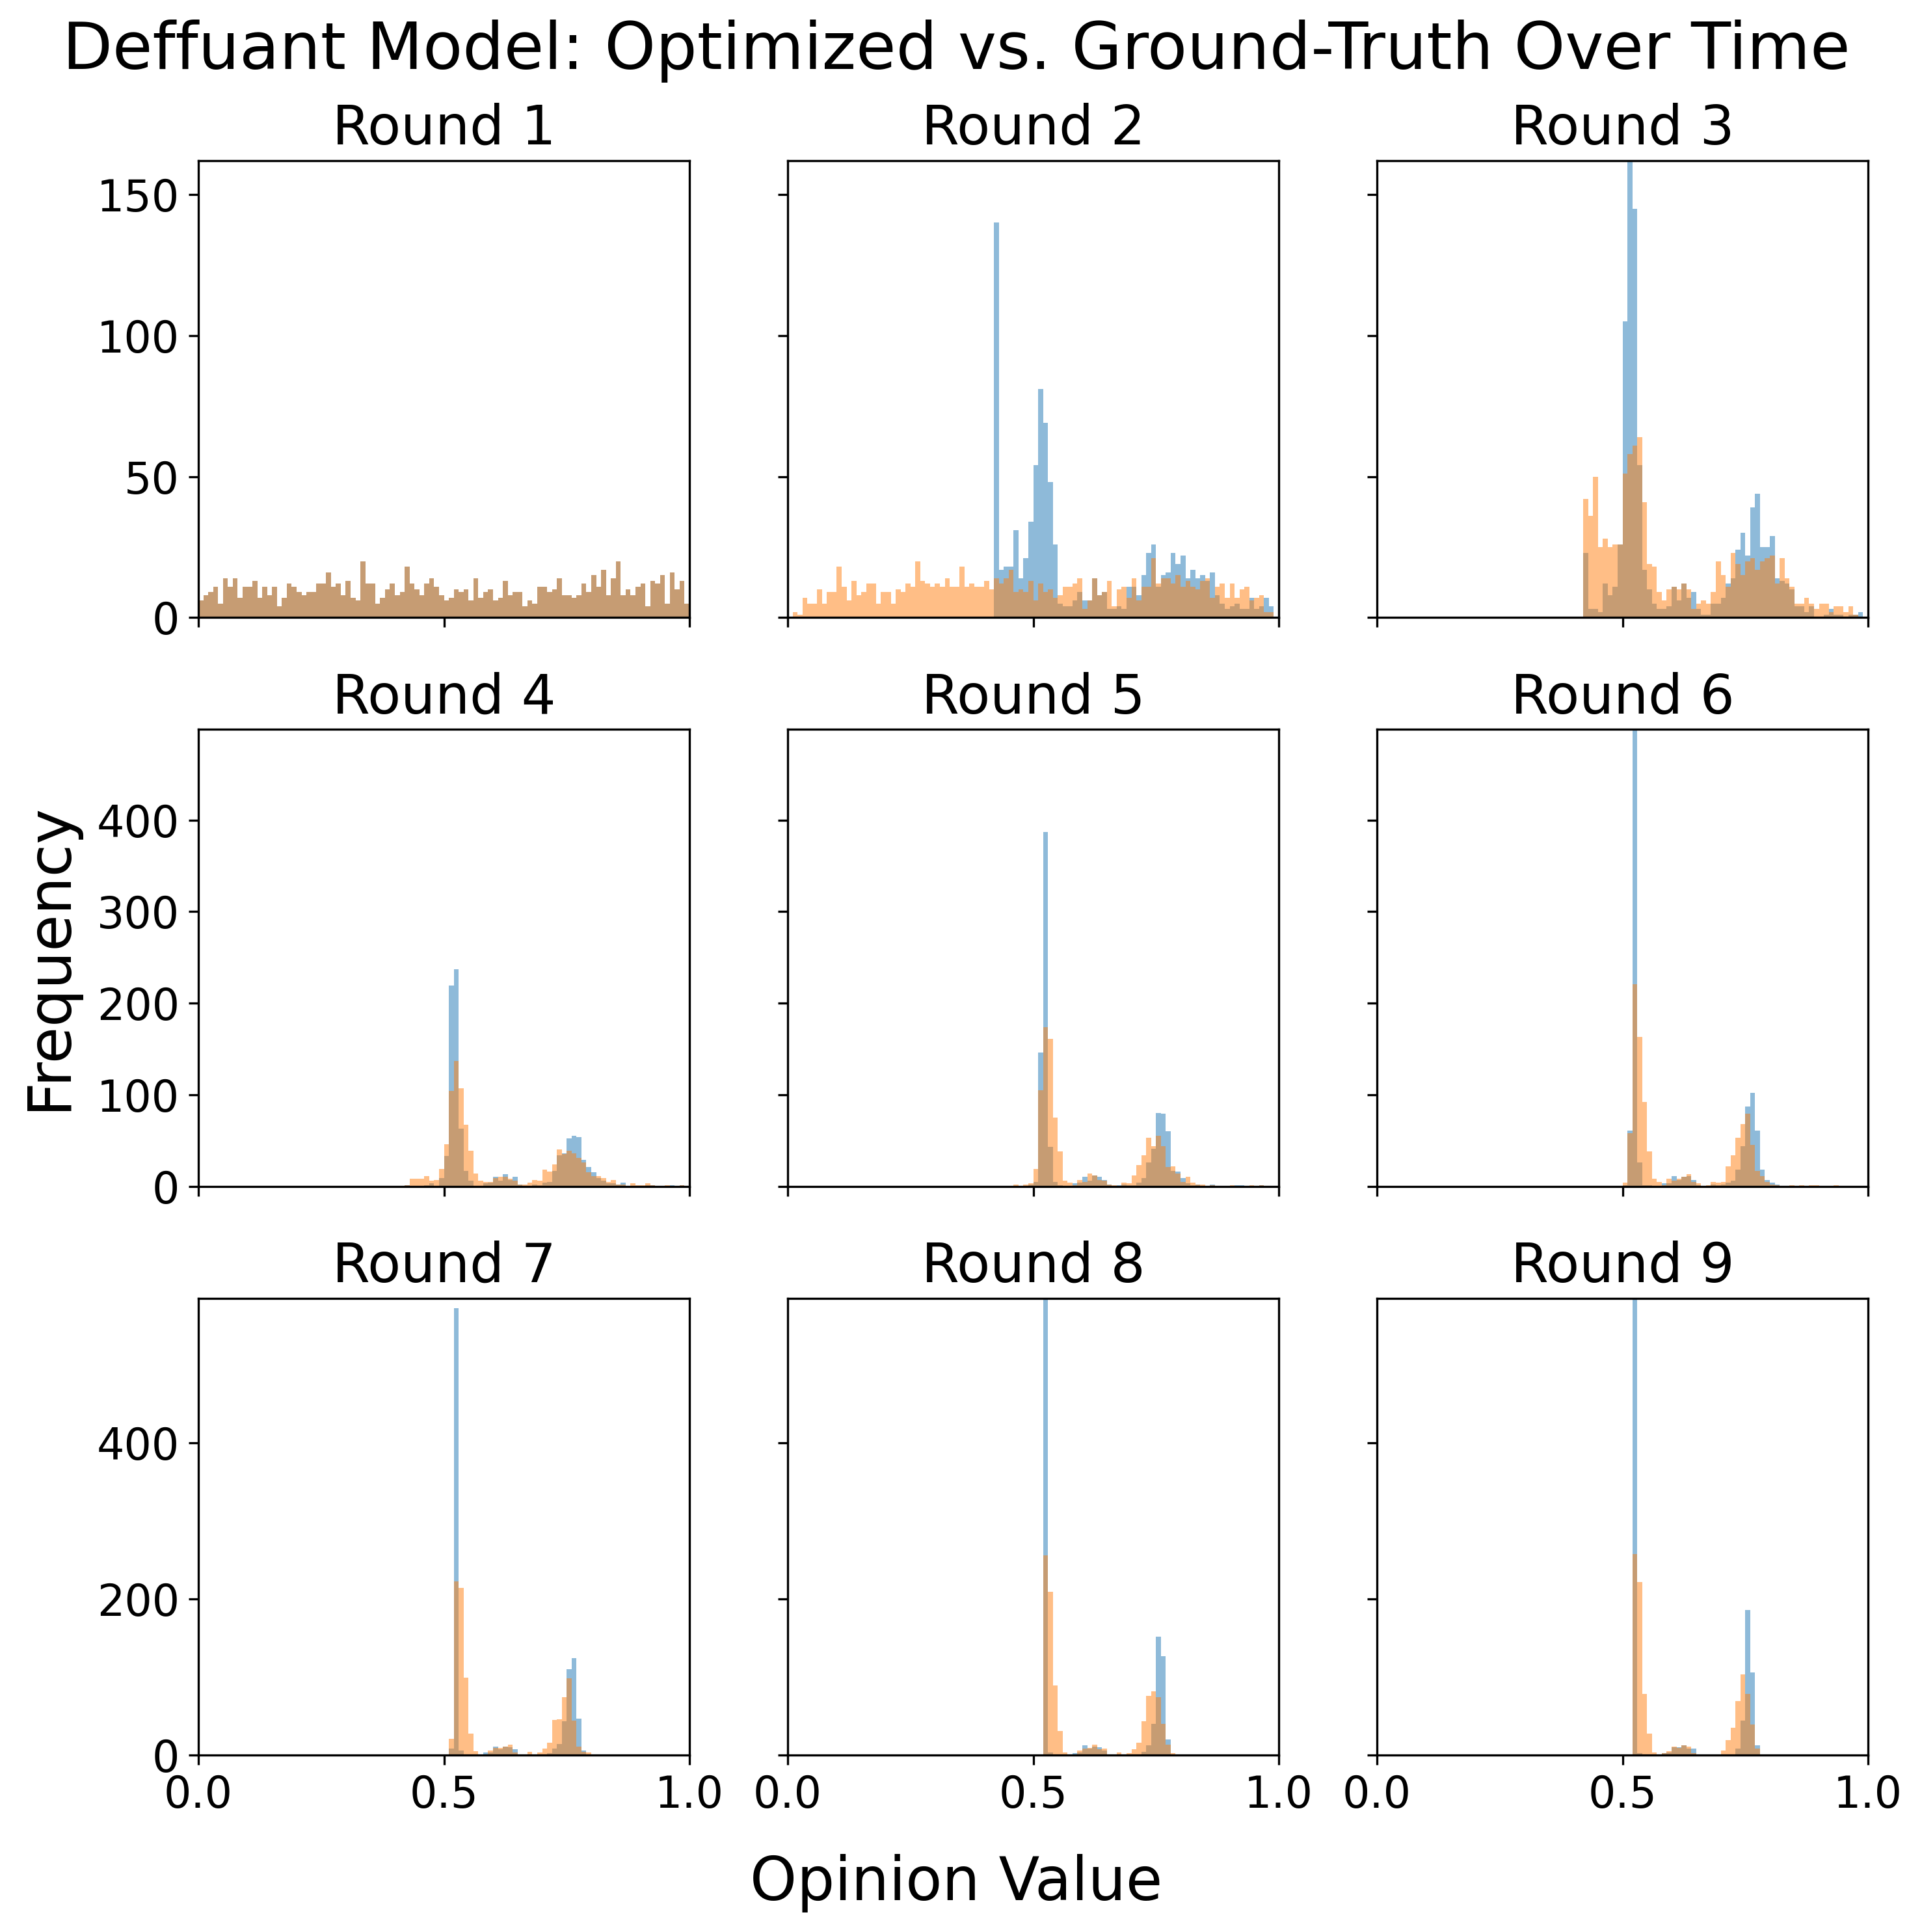 Deffuant Model: Optimized vs. Ground-Truth Over Time
Round 1
Round 2
Round 3
150
100
50
0
Round 4
Round 5
Round 6
400
300
200
100
0
Frequency
Round 7
Round 8
Round 9
400
200
0
0.0 0.5 1.0 0.0 0.5 1.0 0.0 0.5 1.0
Opinion Value